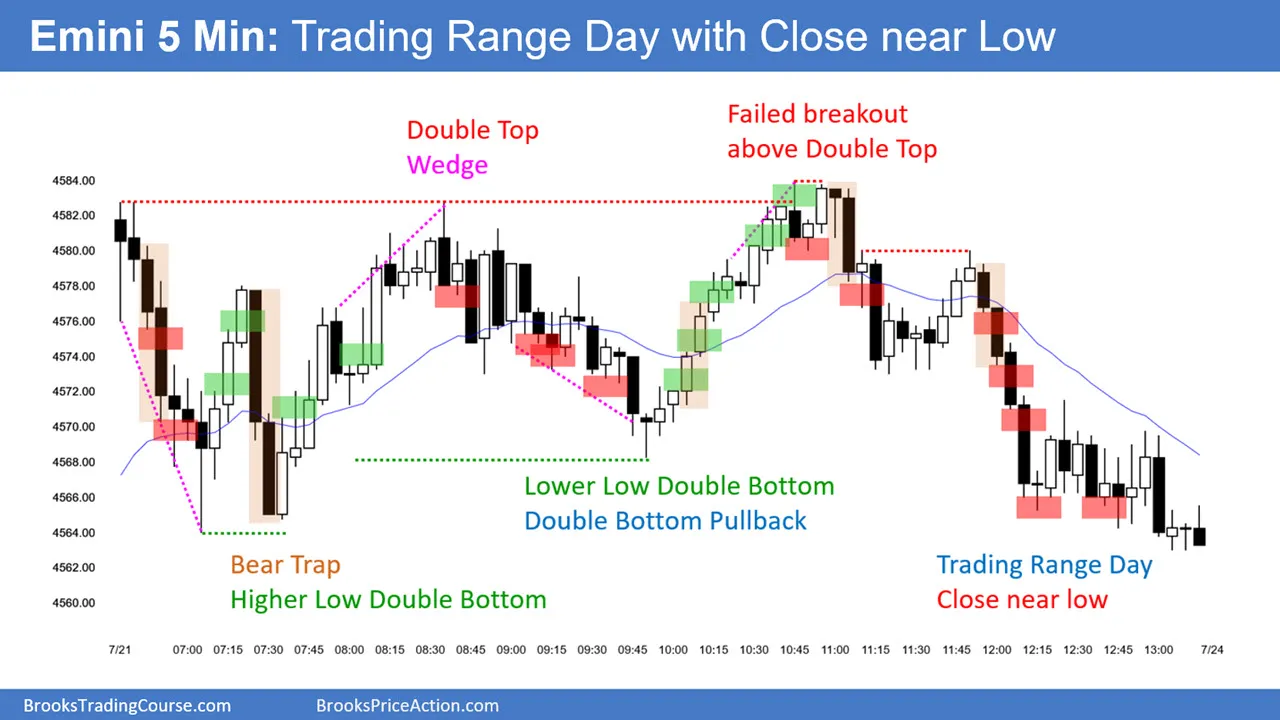 Emini 5 Min: Trading Range Day with Close near Low
Double Top
Wedge
Failed breakout
above Double Top
4584.00
4582.00
4580.00
4578.00
4576.00
4574.00
4572.00
4570.00
4568.00
4566.00
4564.00
4562.00
4560.00
Lower Low Double Bottom
Double Bottom Pullback
Bear Trap
Higher Low Double Bottom
Trading Range Day
Close near low
7/21 07:00 07:15 07:30 07:45 08:00 08:15 08:30 08:45 09:00 09:15 09:30 09:45 10:00 10:15 10:30 10:45 11:00 11:15 11:30 11:45 12:00 12:15 12:30 12:45 13:00 7/24
BrooksTradingCourse.com BrooksPriceAction.com